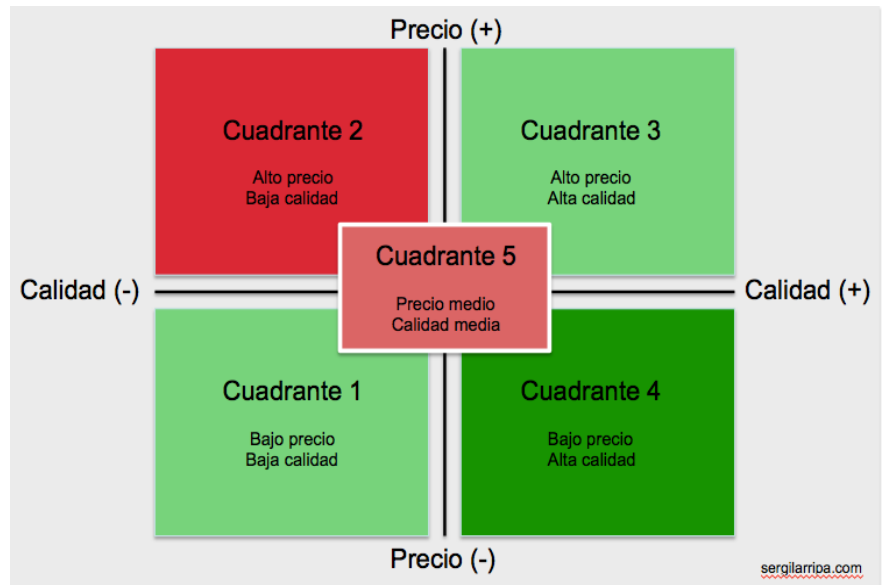 Precio (+)
Cuadrante 2
Alto precio
Baja calidad
Cuadrante 3
Alto precio
Alta calidad
Calidad (-)
Cuadrante 5
Precio medio
Calidad media
Calidad (+)
Cuadrante 1
Bajo precio
Baja calidad
Cuadrante 4
Bajo precio
Alta calidad
Precio (-)
sergilarripa.com